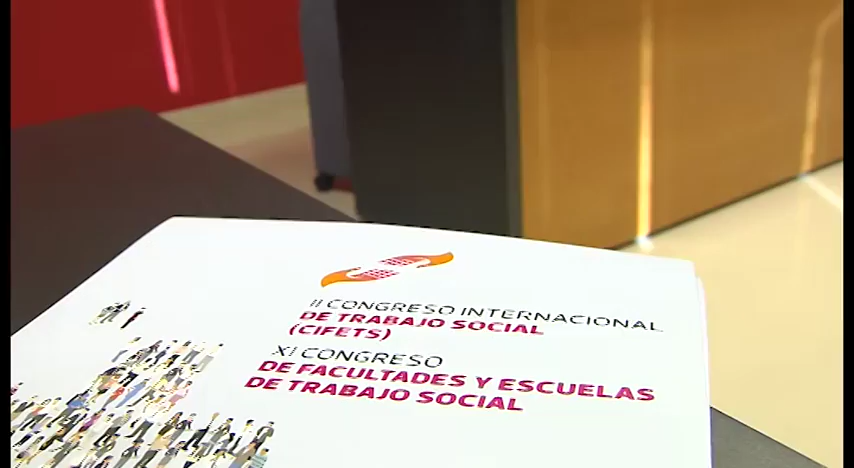 II CONGRESO INTERNACIONAL
DE TRABAJO SOCIAL
(CIFETS)
XI CONGRESO
DE FACULTADES Y ESCUELAS
DE TRABAJO SOCIAL